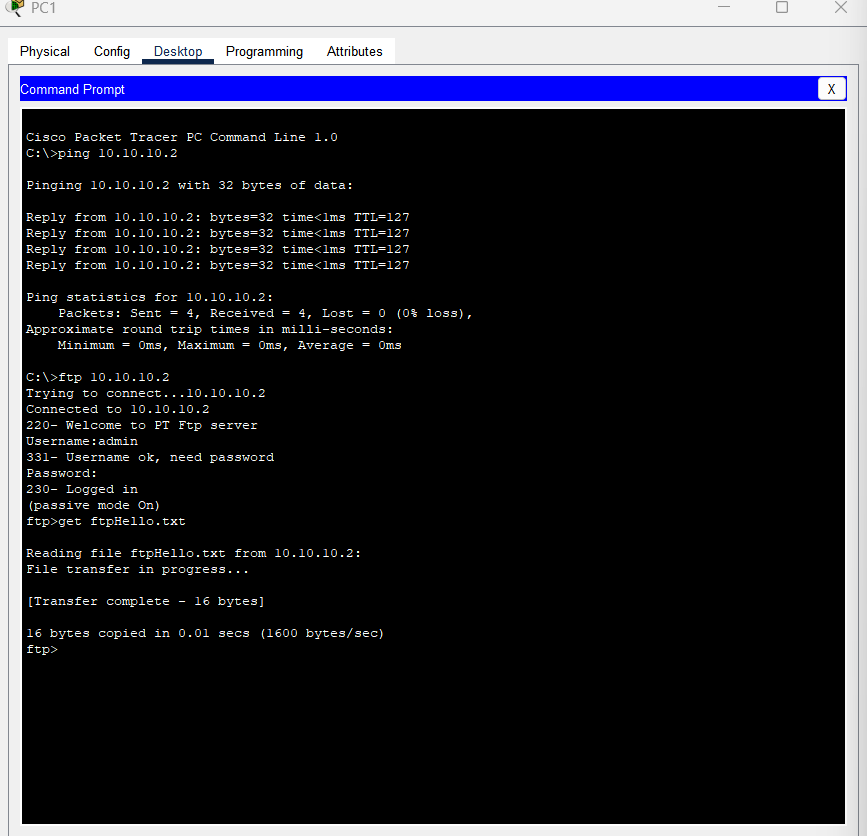 PC1
Physical Config Desktop Programming Attributes
Command Prompt X
Cisco Packet Tracer PC Command Line 1.0
C:\>ping 10.10.10.2
Pinging 10.10.10.2 with 32 bytes of data:
Reply from 10.10.10.2: bytes=32 time<1ms TTL=127
Reply from 10.10.10.2: bytes=32 time<1ms TTL=127
Reply from 10.10.10.2: bytes=32 time<1ms TTL=127
Reply from 10.10.10.2: bytes=32 time<1ms TTL=127
Ping statistics for 10.10.10.2:
    Packets: Sent = 4, Received = 4, Lost = 0 (0% loss),
Approximate round trip times in milli-seconds:
    Minimum = 0ms, Maximum = 0ms, Average = 0ms
C:\>ftp 10.10.10.2
Trying to connect...10.10.10.2
Connected to 10.10.10.2
220- Welcome to PT Ftp server
Username:admin
331- Username ok, need password
Password:
230- Logged in
(passive mode On)
ftp>get ftpHello.txt
Reading file ftpHello.txt from 10.10.10.2:
File transfer in progress...
[Transfer complete - 16 bytes]
16 bytes copied in 0.01 secs (1600 bytes/sec)
ftp>